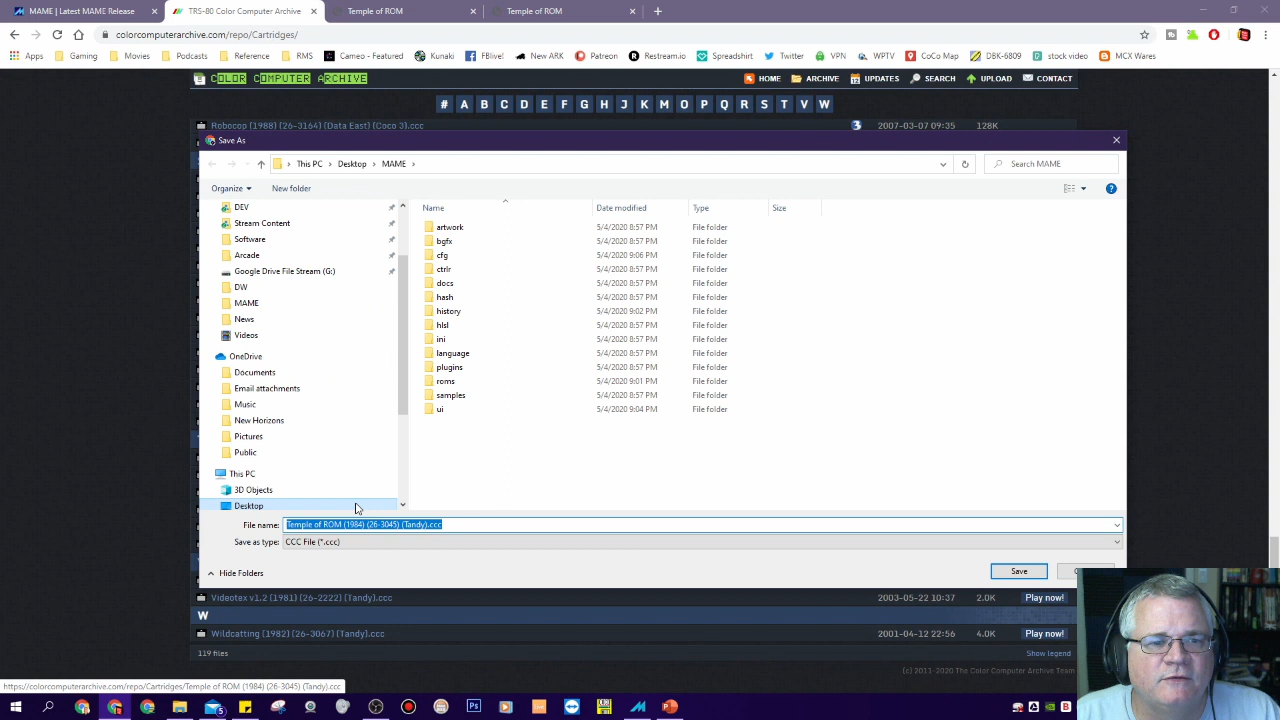 MAME | Latest MAME Release
TRS-80 Color Computer Archive
Temple of ROM
Temple of ROM
colorcomputerarchive.com/repo/Cartridges/
Apps
Gaming
Movies
Podcasts
Reference
RMS
Cameo - Featured
Kunaki
FBlive!
New ARK
Patreon
Restream.io
Spreadshirt
Twitter
VPN
WPTV
CoCo Map
DBK-6809
stock video
MCX Wares
COLOR COMPUTER ARCHIVE
HOME
ARCHIVE
UPDATES
SEARCH
UPLOAD
CONTACT
# A B C D E F G H J K M O P Q R S T V W
Robocop (1988) (26-3164) (Data East) (Coco 3).ccc 2007-03-07 09:35 128K
Save As
This PC > Desktop > MAME >
Search MAME
Organize
New folder
Name Date modified Type Size
DEV
Stream Content
Software
Arcade
Google Drive File Stream (G:)
DW
MAME
News
Videos
OneDrive
Documents
Email attachments
Music
New Horizons
Pictures
Public
This PC
3D Objects
Desktop
artwork 5/4/2020 8:57 PM File folder
bgfx 5/4/2020 8:57 PM File folder
cfg 5/4/2020 9:06 PM File folder
ctrlr 5/4/2020 8:57 PM File folder
docs 5/4/2020 8:57 PM File folder
hash 5/4/2020 8:57 PM File folder
history 5/4/2020 9:02 PM File folder
hlsl 5/4/2020 8:57 PM File folder
ini 5/4/2020 8:57 PM File folder
language 5/4/2020 8:57 PM File folder
plugins 5/4/2020 8:57 PM File folder
roms 5/4/2020 9:01 PM File folder
samples 5/4/2020 8:57 PM File folder
ui 5/4/2020 9:04 PM File folder
File name: Temple of ROM (1984) (26-3045) (Tandy).ccc
Save as type: CCC File (*.ccc)
Hide Folders
Save
Videotex v1.2 (1981) (26-2222) (Tandy).ccc 2003-05-22 10:37 2.0K Play now!
W
Wildcatting (1982) (26-3067) (Tandy).ccc 2001-04-12 22:56 4.0K Play now!
119 files
Show legend
(c) 2011-2020 The Color Computer Archive Team
https://colorcomputerarchive.com/repo/Cartridges/Temple of ROM (1984) (26-3045) (Tandy).ccc